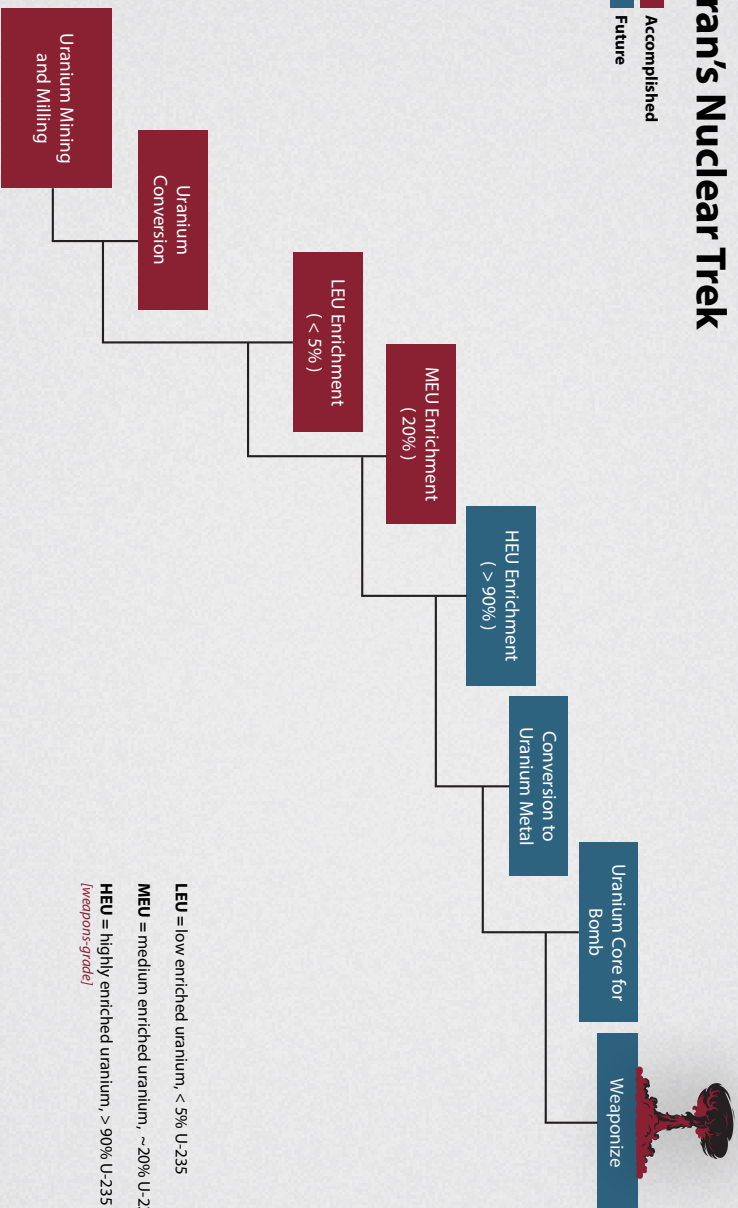 ran’s Nuclear Trek
Accomplished
Future
Uranium Mining
and Milling
Uranium
Conversion
LEU Enrichment
( < 5%)
MEU Enrichment
( 20%)
HEU Enrichment
( > 90%)
Conversion to
Uranium Metal
Uranium Core for
Bomb
Weaponize
LEU = low enriched uranium, < 5% U-235
MEU = medium enriched uranium, ~20% U-2
HEU = highly enriched uranium, > 90% U-235
[weapons-grade]